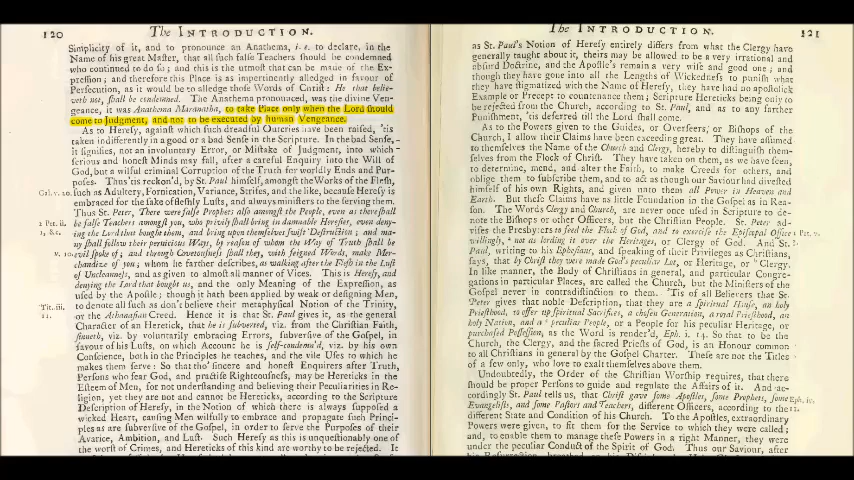 120 The INTRODUCTION.
Simplicity of it, and to pronounce an Anathema, i. e. to declare, in the
Name of his great Master, that all such false Teachers should be condemned
who continued to do so; and this is the utmost that can be made of the Ex-
pression; and therefore this Place is as impertinently alledged in favour of
Persecution, as it would be to alledge those Words of Christ: He that belie-
veth not, shall be condemned. The Anathema pronounced, was the divine Ven-
geance, it was Anathema Maranatha, to take Place only when the Lord should
come to Judgment, and not to be executed by human Vengeance.
As to Heresy, against which such dreadful Outcries have been raised, 'tis
taken indifferently in a good or a bad Sense in the Scripture. In the bad Sense,
it signifies, not an involuntary Error, or Mistake of Judgment, into which
serious and honest Minds may fall, after a careful Enquiry into the Will of
God, but a wilful criminal Corruption of the Truth for worldly Ends and Pur-
poses. Thus 'tis reckon'd, by St. Paul himself, amongst the Works of the Flesh,
Gal. v. 20. such as Adultery, Fornication, Variance, Strifes, and the like, because Heresy is
embraced for the sake of fleshly Lusts, and always ministers to the serving them.
Thus St. Peter, There were false Prophets also amongst the People, even as there shall
2 Pet. ii. be false Teachers amongst you, who privily shall bring in damnable Heresies, even deny-
1, &c. ing the Lord that bought them, and bring upon themselves swift Destruction; and ma-
ny shall follow their pernicious Ways, by reason of whom the Way of Truth shall be
v. 10. evil spoke of; and through Covetousness shall they, with feigned Words, make Mer-
chandize of you; whom he farther describes, as walking after the Flesh in the Lust
of Uncleanness, and as given to almost all manner of Vices. This is Heresy, and
denying the Lord that bought us, and the only Meaning of the Expression, as
used by the Apostle; though it hath been applied by weak or designing Men,
to denote all such as don't believe their metaphysical Notion of the Trinity,
Tit. iii. or the Athanasian Creed. Hence it is that St. Paul gives it, as the general
11. Character of an Heretick, that he is subverted, viz. from the Christian Faith,
sinneth, viz. by voluntarily embracing Errors, subversive of the Gospel, in
favour of his Lusts, on which Account he is self-condemn'd, viz. by his own
Conscience, both in the Principles he teaches, and the vile Uses to which he
makes them serve: So that tho' sincere and honest Enquirers after Truth,
Persons who fear God, and practise Righteousness, may be Hereticks in the
Esteem of Men, for not understanding and believing their Peculiarities in Re-
ligion, yet they are not and cannot be Hereticks, according to the Scripture
Description of Heresy, in the Notion of which there is always supposed a
wicked Heart, causing Men wilfully to embrace and propagate such Princi-
ples as are subversive of the Gospel, in order to serve the Purposes of their
Avarice, Ambition, and Lust. Such Heresy as this is unquestionably one of
the worst of Crimes, and Hereticks of this kind are worthy to be rejected. It
The INTRODUCTION. 121
as St. Paul's Notion of Heresy entirely differs from what the Clergy have
generally taught about it, theirs may be allowed to be a very irrational and
absurd Doctrine, and the Apostle's remain a very wife and good one; and
though they have gone into all the Lengths of Wickedness to punish what
they have stigmatized with the Name of Heresy, they have had no apostolick
Example or Precept to countenance them; Scripture Hereticks being only to
be rejected from the Church, according to St. Paul, and as to any farther
Punishment, 'tis deferred till the Lord shall come.
As to the Powers given to the Guides, or Overseers, or Bishops of the
Church, I allow their Claims have been exceeding great. They have assumed
to themselves the Name of the Church and Clergy, hereby to distinguish them-
selves from the Flock of Christ. They have taken on them, as we have seen,
to determine, mend, and alter the Faith, to make Creeds for others, and
oblige them to subscribe them, and to act as though our Saviour had divested
himself of his own Rights, and given unto them all Power in Heaven and
Earth. But these Claims have as little Foundation in the Gospel as in Rea-
son. The Words Clergy and Church, are never once used in Scripture to de-
note the Bishops or other Officers, but the Christian People. St. Peter ad-
vises the Presbyters to feed the Flock of God, and to exercise the Episcopal Office 1 Pet. v.
willingly, not as lording it over the Heritages, or Clergy of God. And St.
Paul, writing to his Ephesians, and speaking of their Privileges as Christians,
says, that by Christ they were made God's peculiar Lot, or Heritage, or Clergy.
In like manner, the Body of Christians in general, and particular Congre-
gations in particular Places, are called the Church, but the Ministers of the
Gospel never in contradistinction to them. 'Tis of all Believers that St.
Peter gives that noble Description, that they are a Spiritual House, an holy
Priesthood, to offer up spiritual Sacrifices, a chosen Generation, a royal Priesthood, an
holy Nation, and a peculiar People, or a People for his peculiar Heritage, or
purchased Possession, as the Word is render'd, Eph. i. 14. So that to be the
Church, the Clergy, and the sacred Priests of God, is an Honour common
to all Christians in general by the Gospel Charter. These are not the Titles
of a few only, who love to exalt themselves above them.
Undoubtedly, the Order of the Christian Worship requires, that there
should be proper Persons to guide and regulate the Affairs of it. And ac-
cordingly St. Paul tells us, that Christ gave some Apostles, some Prophets, some Eph. iv.
Evangelists, and some Pastors and Teachers, different Officers, according to the 11.
different State and Condition of his Church. To the Apostles, extraordinary
Powers were given, to fit them for the Service to which they were called;
and, to enable them to manage these Powers in a right Manner, they were
under the peculiar Conduct of the Spirit of God. Thus our Saviour, after